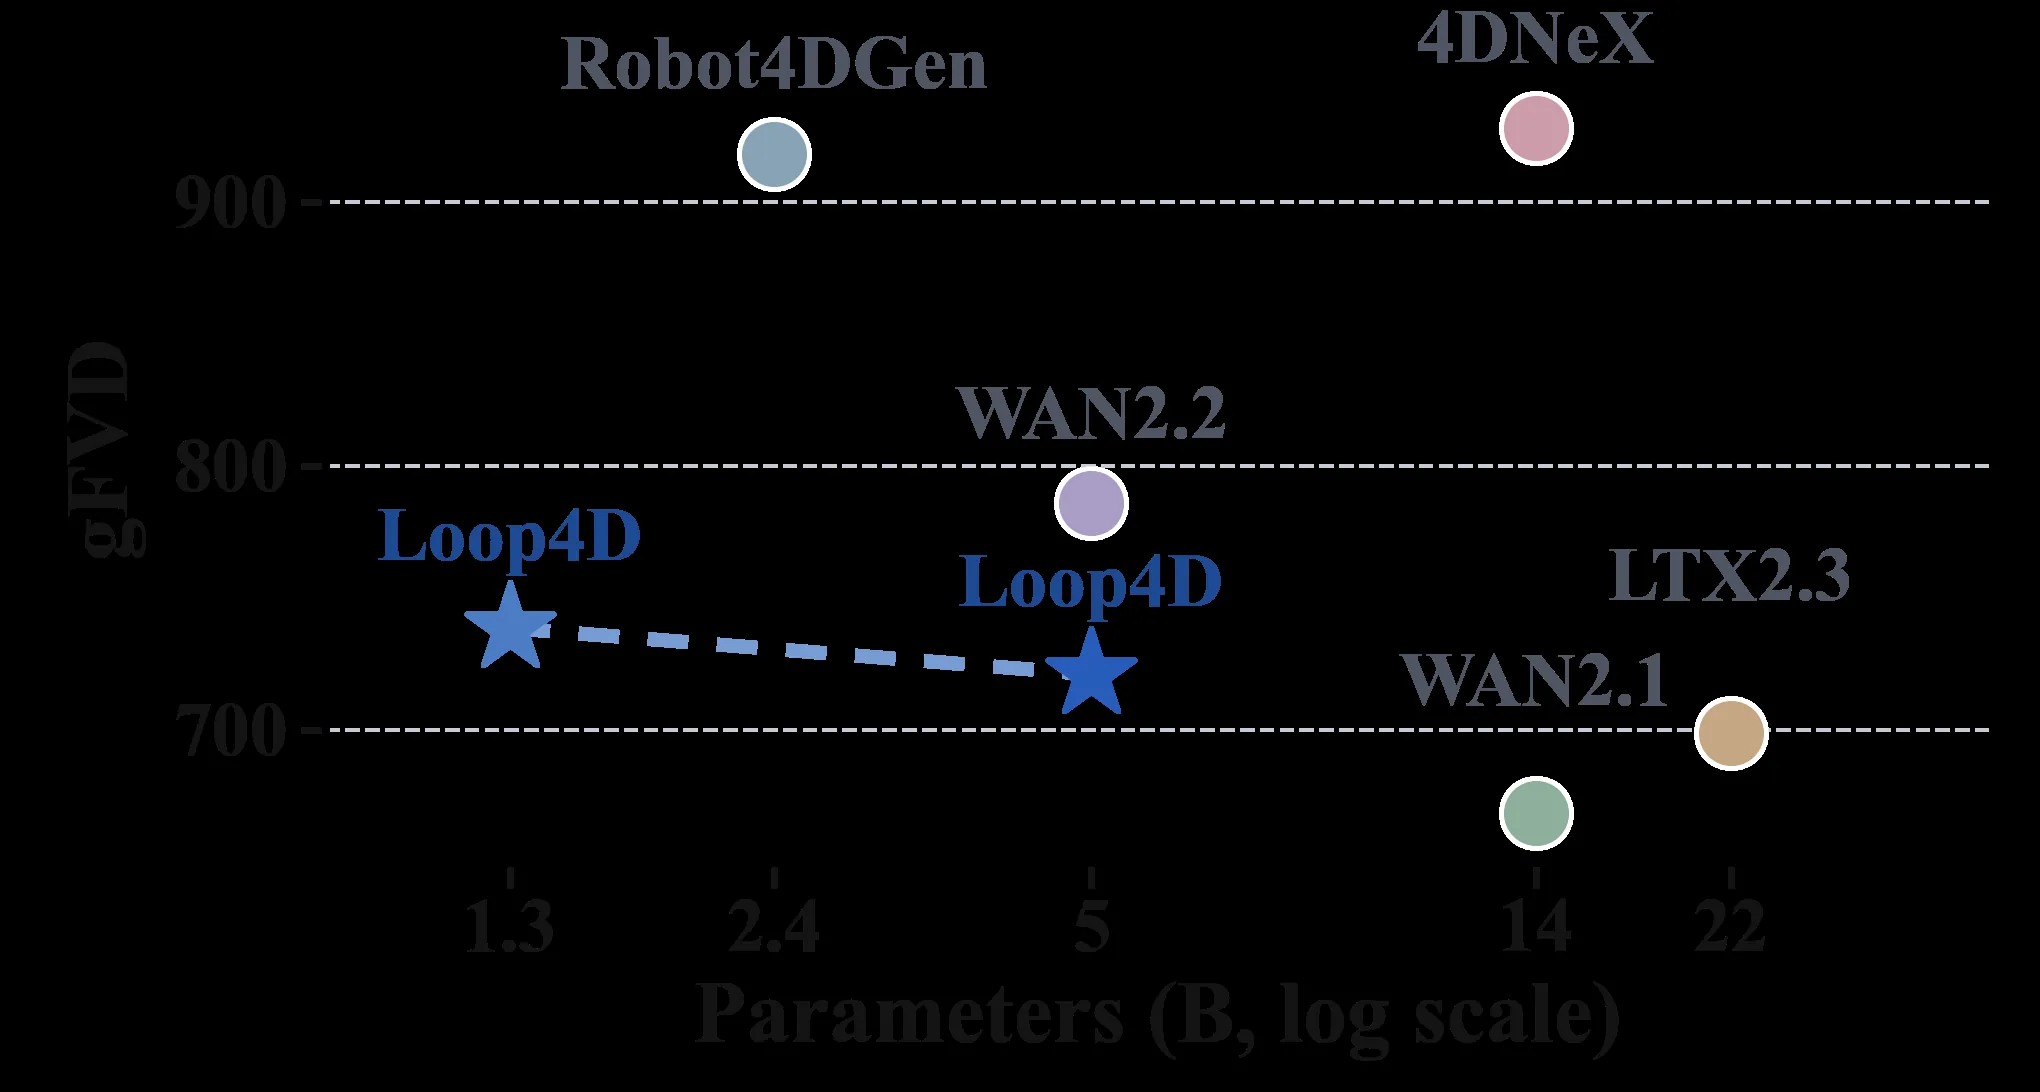 4DNeX
Robot4DGen
900
WAN2.2
800
gFVD
Loop4D
Loop4D
LTX2.3
WAN2.1
700
1.3 2.4 5 14 22
Parameters (B, log scale)